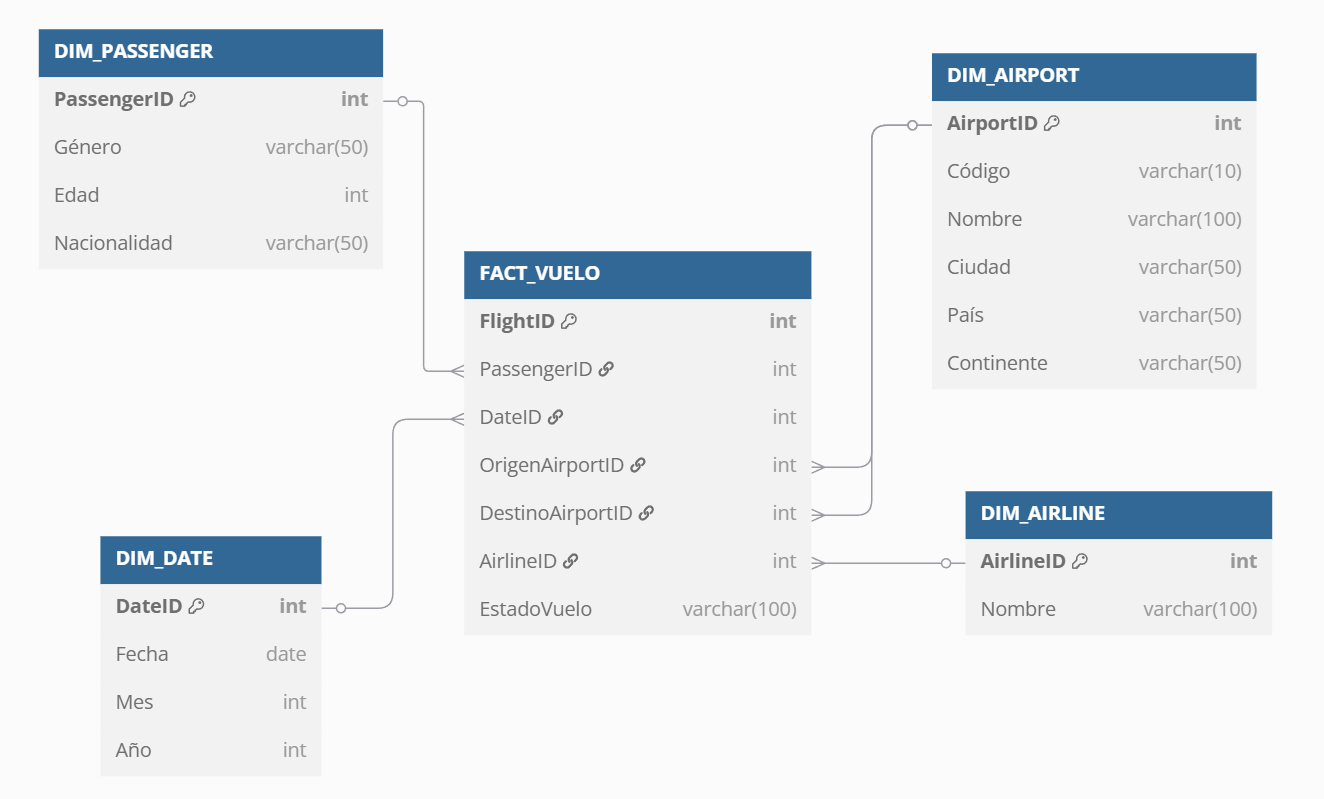 DIM_PASSENGER
PassengerID int
Género varchar(50)
Edad int
Nacionalidad varchar(50)
DIM_AIRPORT
AirportID int
Código varchar(10)
Nombre varchar(100)
Ciudad varchar(50)
País varchar(50)
Continente varchar(50)
FACT_VUELO
FlightID int
PassengerID int
DateID int
OrigenAirportID int
DestinoAirportID int
AirlineID int
EstadoVuelo varchar(100)
DIM_AIRLINE
AirlineID int
Nombre varchar(100)
DIM_DATE
DateID int
Fecha date
Mes int
Año int